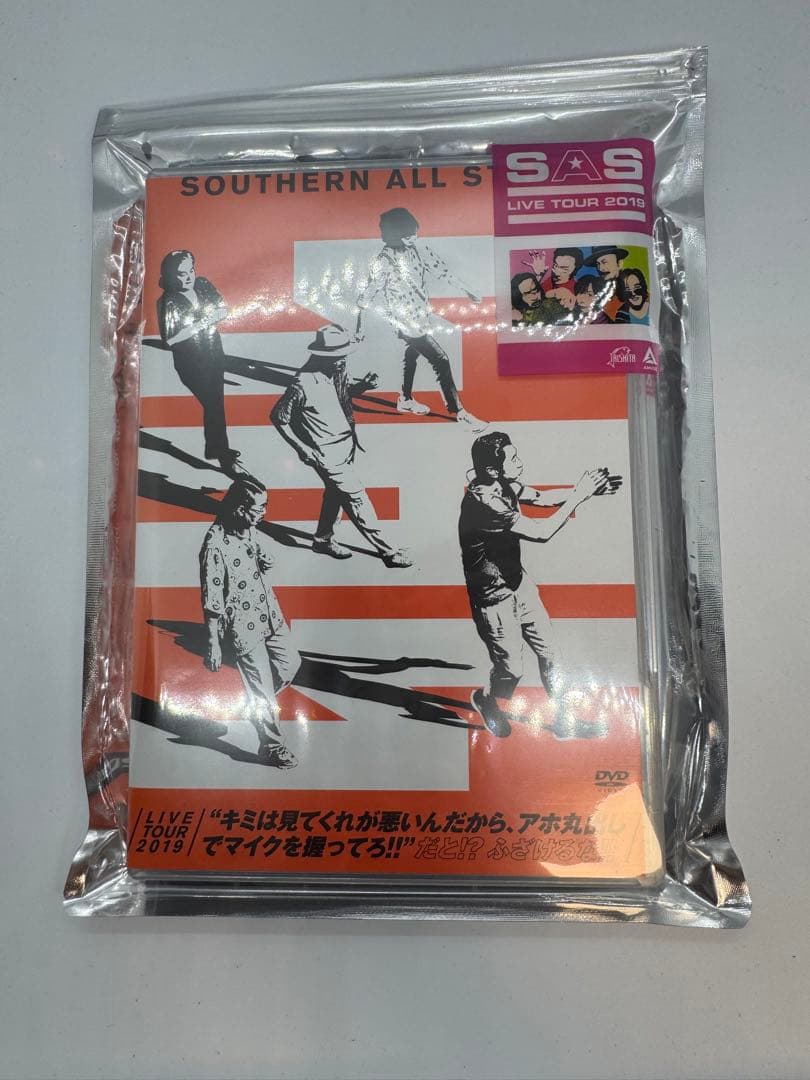 SOUTHERN ALL ST
SAS
LIVE TOUR 2019
TAISHITA
DVD
VIDEO
LIVE
TOUR
2019
“キミは見てくれが悪いんだから、アホ丸出し
でマイクを握ってろ!!”だと!? ふざけるな!!